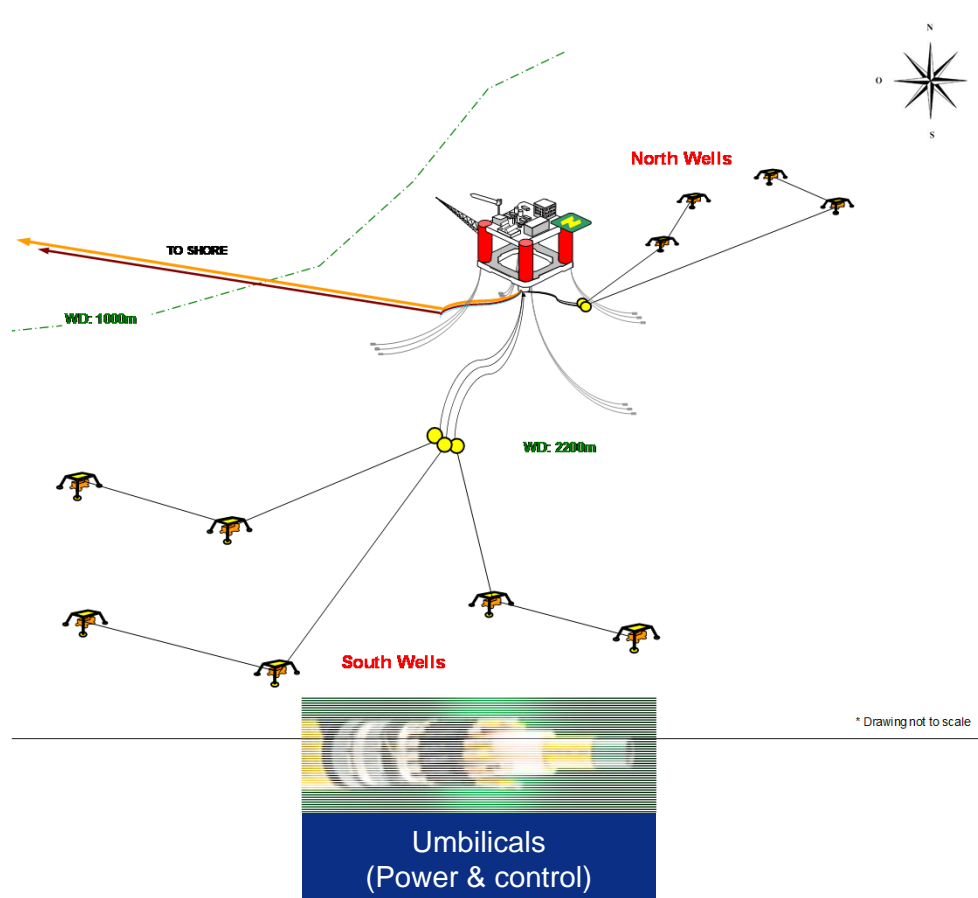 N
O
S
North Wells
TO SHORE
WD: 1000m
WD: 2200m
South Wells
* Drawing not to scale
Umbilicals
(Power & control)